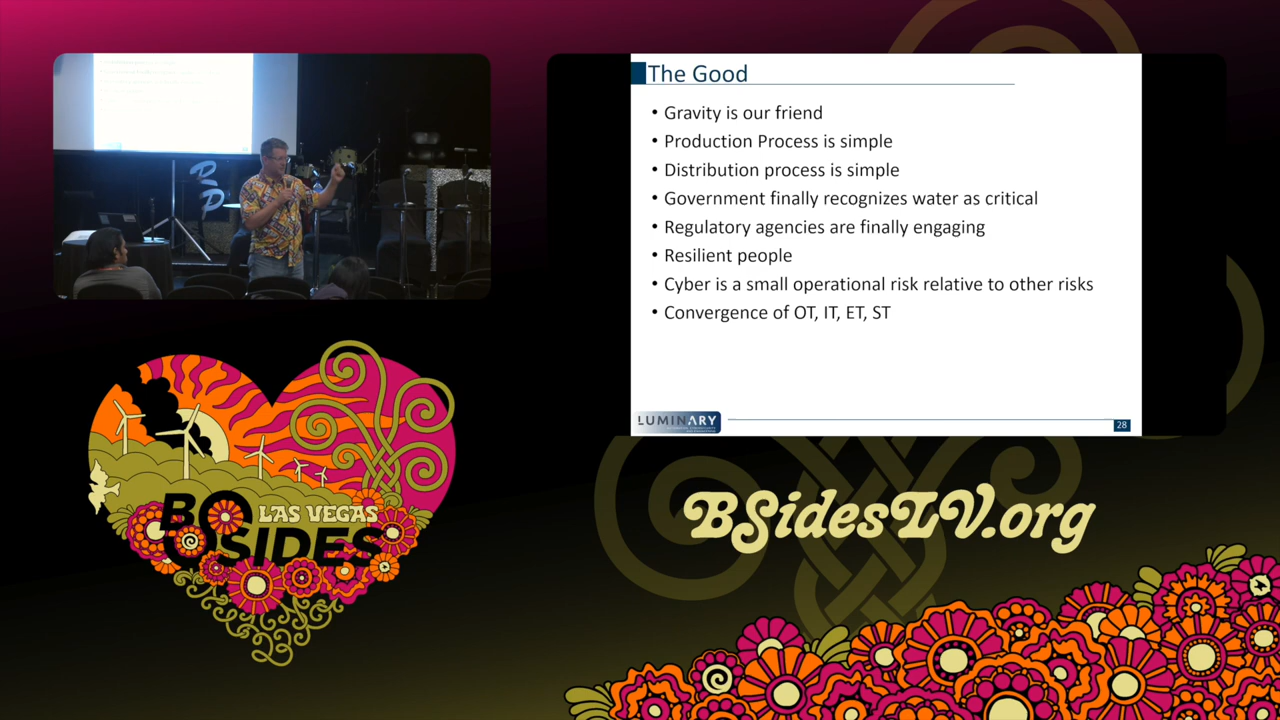 The Good
• Gravity is our friend
• Production Process is simple
• Distribution process is simple
• Government finally recognizes water as critical
• Regulatory agencies are finally engaging
• Resilient people
• Cyber is a small operational risk relative to other risks
• Convergence of OT, IT, ET, ST
LUMINARY
28
BSidesLV.org
LAS VEGAS
BSIDES
23